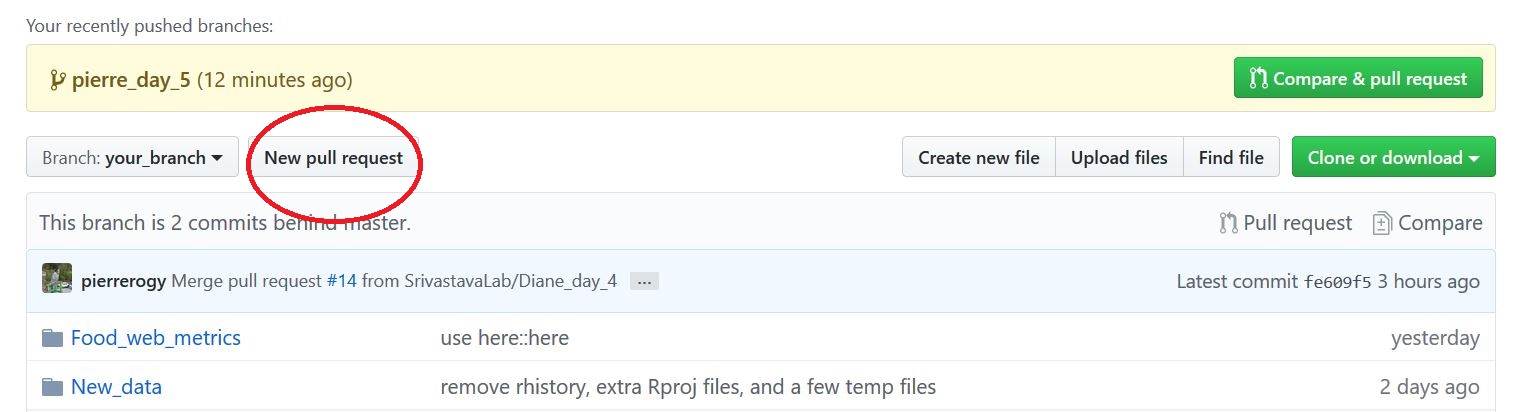 Your recently pushed branches:
pierre_day_5 (12 minutes ago)
Compare & pull request
Branch: your_branch
New pull request
Create new file
Upload files
Find file
Clone or download
This branch is 2 commits behind master.
Pull request
Compare
pierrerogy Merge pull request #14 from SrivastavaLab/Diane_day_4 ...
Latest commit fe609f5 3 hours ago
Food_web_metrics
use here::here
yesterday
New_data
remove rhistory, extra Rproj files, and a few temp files
2 days ago